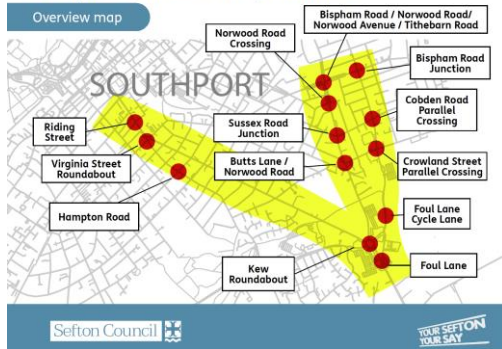 Overview map
Bispham Road / Norwood Road/
Norwood Avenue / Tithebarn Road
Norwood Road
Crossing
Bispham Road
Junction
SOUTHPORT
Cobden Road
Parallel
Crossing
Riding
Street
Sussex Road
Junction
Virginia Street
Roundabout
Butts Lane /
Norwood Road
Crowland Street
Parallel Crossing
Hampton Road
Foul Lane
Cycle Lane
Kew
Roundabout
Foul Lane
Sefton Council
YOUR SEFTON
YOUR SAY